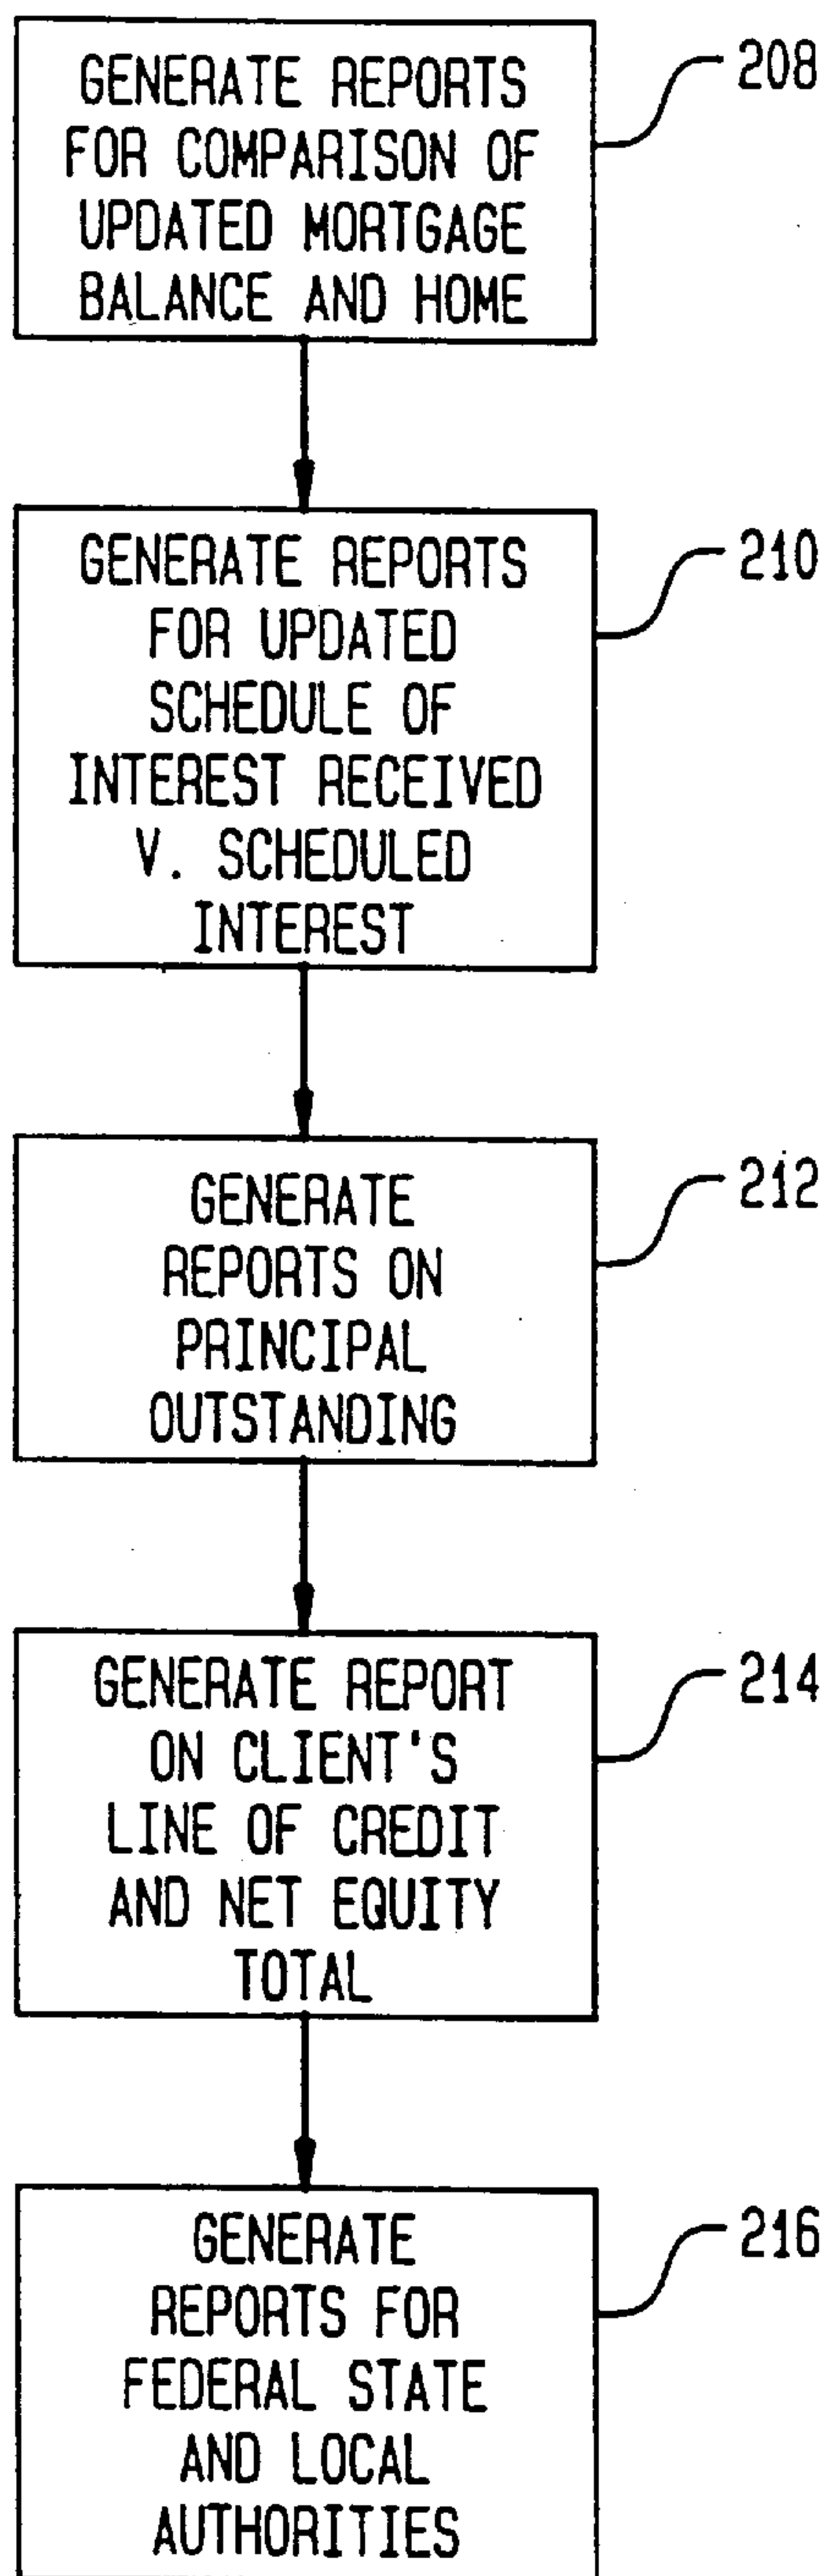 GENERATE REPORTS
FOR COMPARISON OF
UPDATED MORTGAGE
BALANCE AND HOME
208
GENERATE REPORTS
FOR UPDATED
SCHEDULE OF
INTEREST RECEIVED
V. SCHEDULED
INTEREST
210
GENERATE
REPORTS ON
PRINCIPAL
OUTSTANDING
212
GENERATE REPORT
ON CLIENT'S
LINE OF CREDIT
AND NET EQUITY
TOTAL
214
GENERATE
REPORTS FOR
FEDERAL STATE
AND LOCAL
AUTHORITIES
216